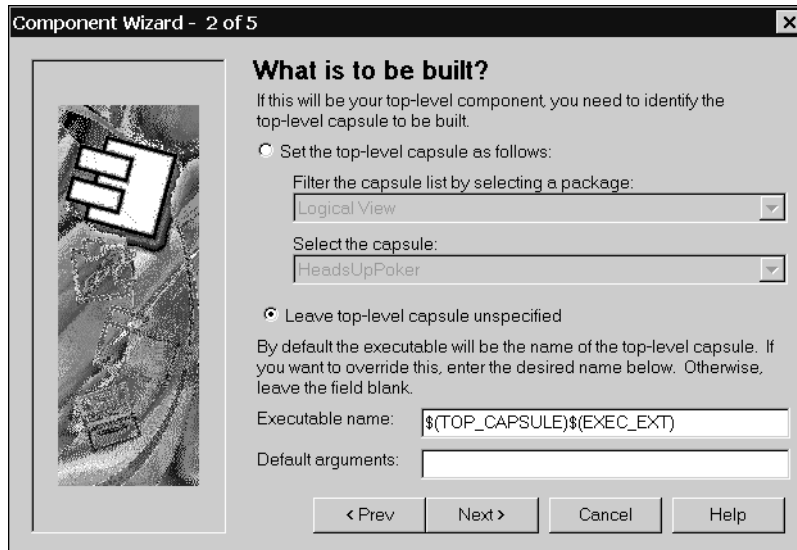 Component Wizard - 2 of 5
What is to be built?
If this will be your top-level component, you need to identify the
top-level capsule to be built.
Set the top-level capsule as follows:
Filter the capsule list by selecting a package:
Logical View
Select the capsule:
HeadsUpPoker
Leave top-level capsule unspecified
By default the executable will be the name of the top-level capsule. If
you want to override this, enter the desired name below. Otherwise,
leave the field blank.
Executable name: $(TOP_CAPSULE)$(EXEC_EXT)
Default arguments:
< Prev Next > Cancel Help